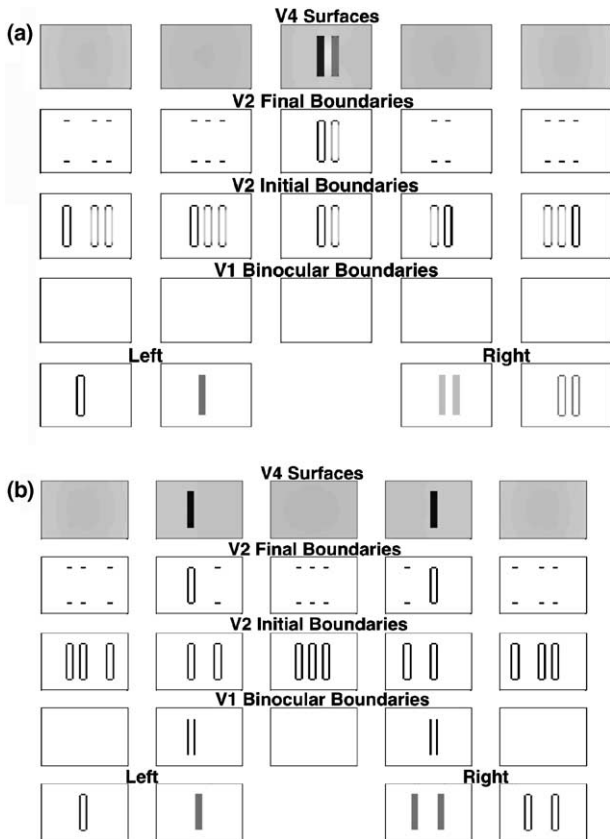 (a)
V4 Surfaces
V2 Final Boundaries
V2 Initial Boundaries
V1 Binocular Boundaries
Left Right
(b)
V4 Surfaces
V2 Final Boundaries
V2 Initial Boundaries
V1 Binocular Boundaries
Left Right